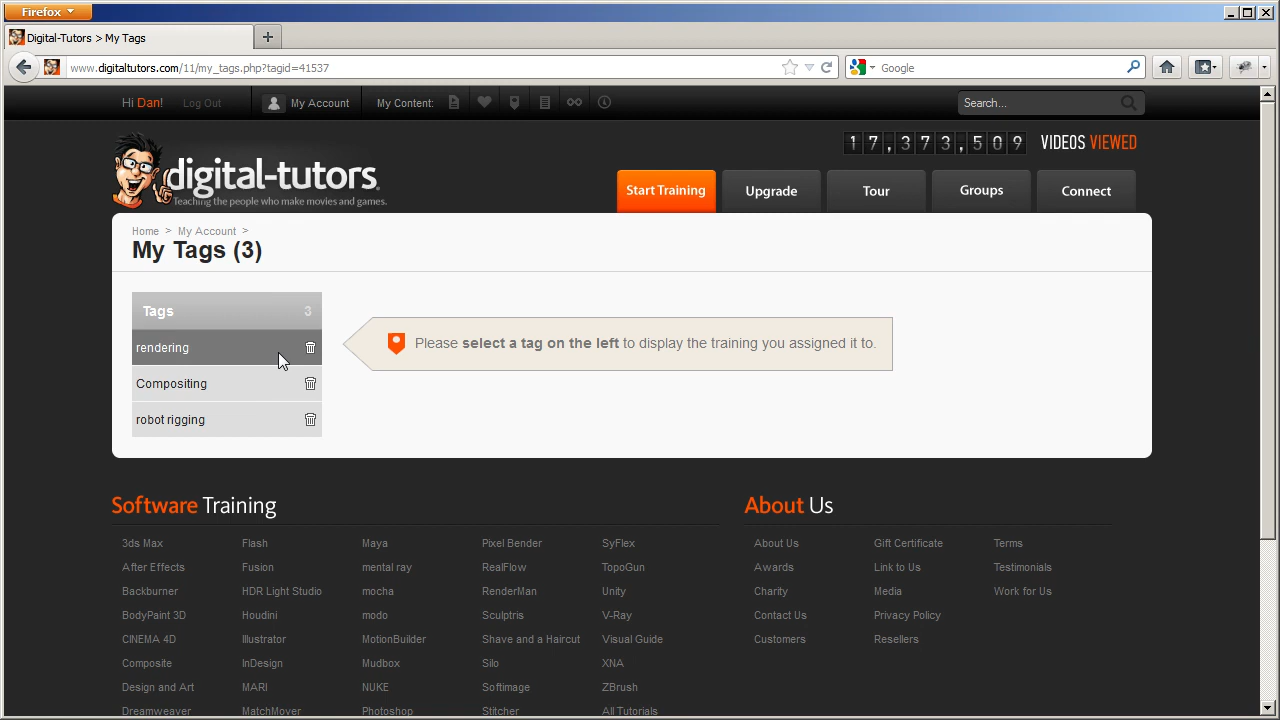 Firefox
Digital-Tutors > My Tags
www.digitaltutors.com/11/my_tags.php?tagid=41537
Google
Hi Dan!
Log Out
My Account
My Content:
Search...
17,373,509 VIDEOS VIEWED
digital-tutors.
Teaching the people who make movies and games.
Start Training
Upgrade
Tour
Groups
Connect
Home > My Account >
My Tags (3)
Tags 3
rendering
Compositing
robot rigging
Please select a tag on the left to display the training you assigned it to.
Software Training
3ds Max Flash Maya Pixel Bender SyFlex
After Effects Fusion mental ray RealFlow TopoGun
Backburner HDR Light Studio mocha RenderMan Unity
BodyPaint 3D Houdini modo Sculptris V-Ray
CINEMA 4D Illustrator MotionBuilder Shave and a Haircut Visual Guide
Composite InDesign Mudbox Silo XNA
Design and Art MARI NUKE Softimage ZBrush
Dreamweaver MatchMover Photoshop Stitcher All Tutorials
About Us
About Us Gift Certificate Terms
Awards Link to Us Testimonials
Charity Media Work for Us
Contact Us Privacy Policy
Customers Resellers